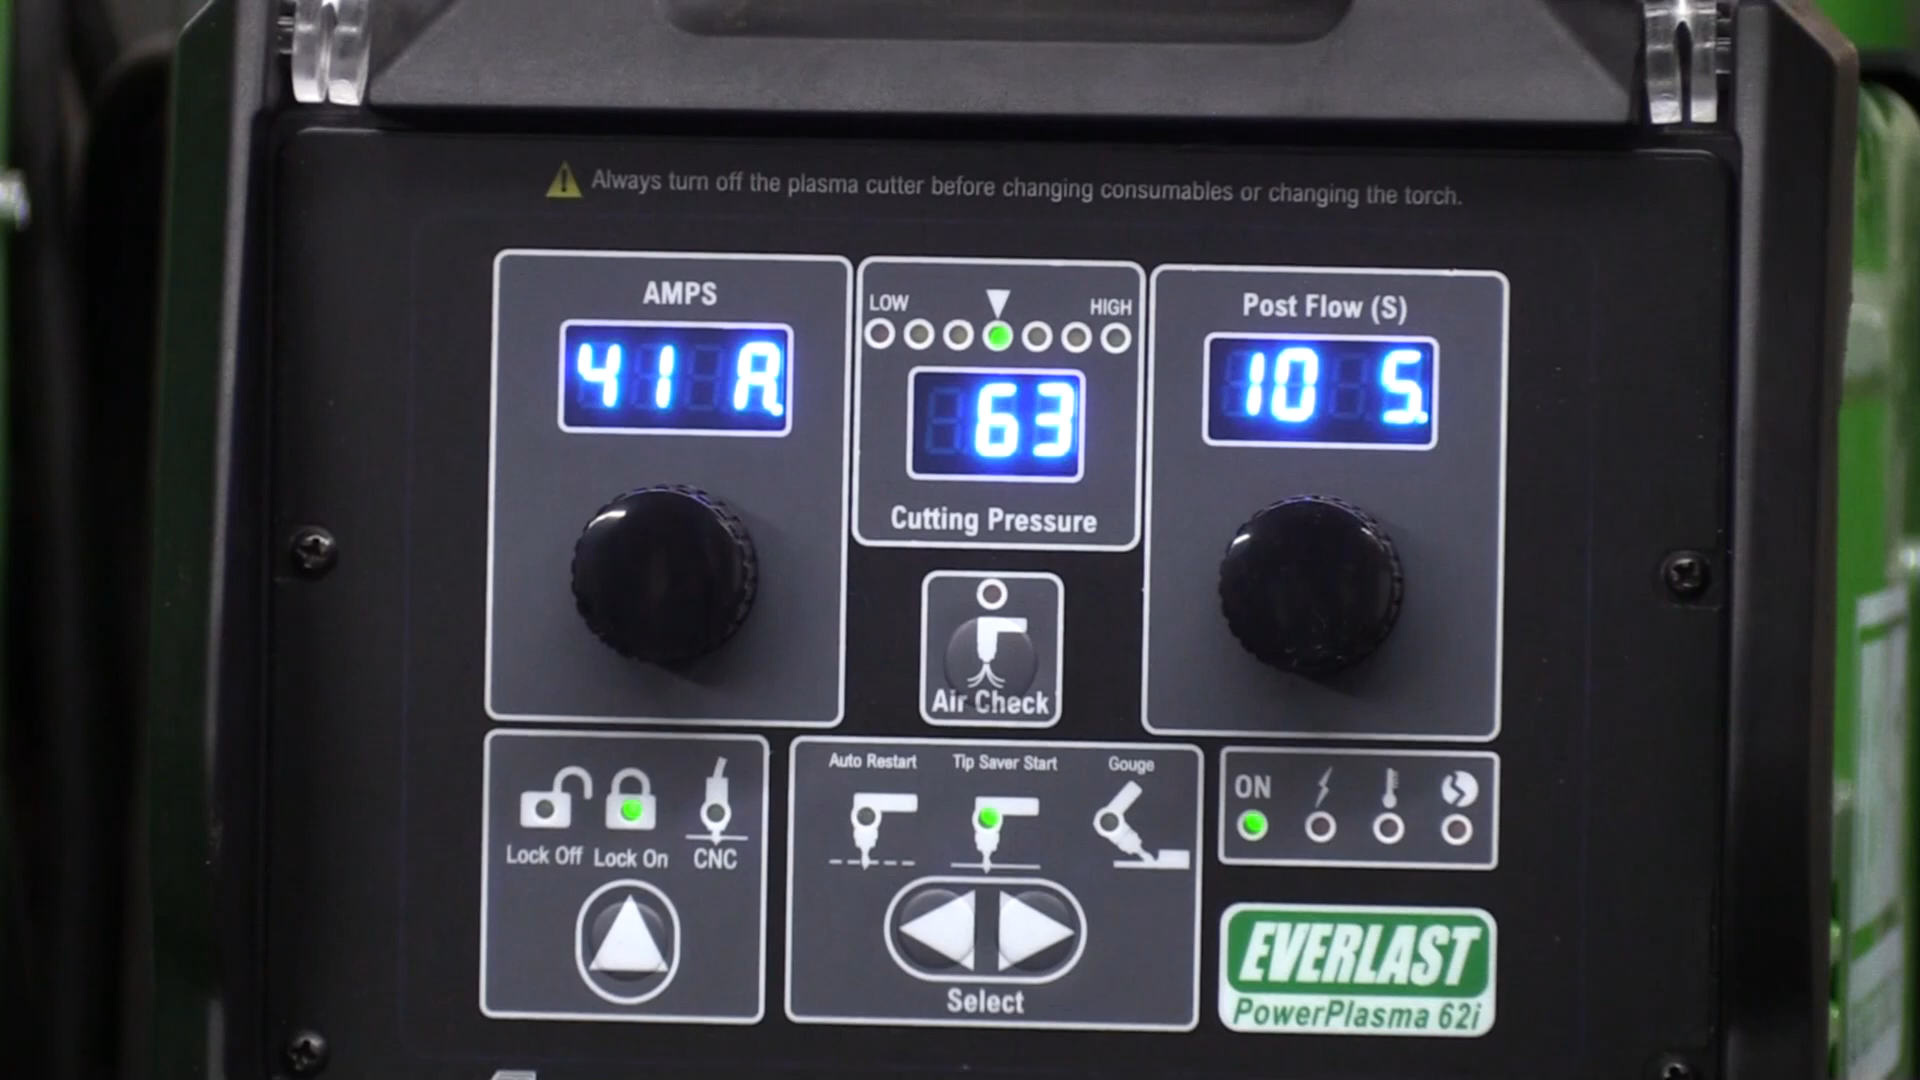 Always turn off the plasma cutter before changing consumables or changing the torch.
AMPS
41 A.
LOW
HIGH
63
Cutting Pressure
Post Flow (S)
10 S.
Air Check
Lock Off
Lock On
CNC
Auto Restart
Tip Saver Start
Gouge
Select
ON
EVERLAST
PowerPlasma 62i